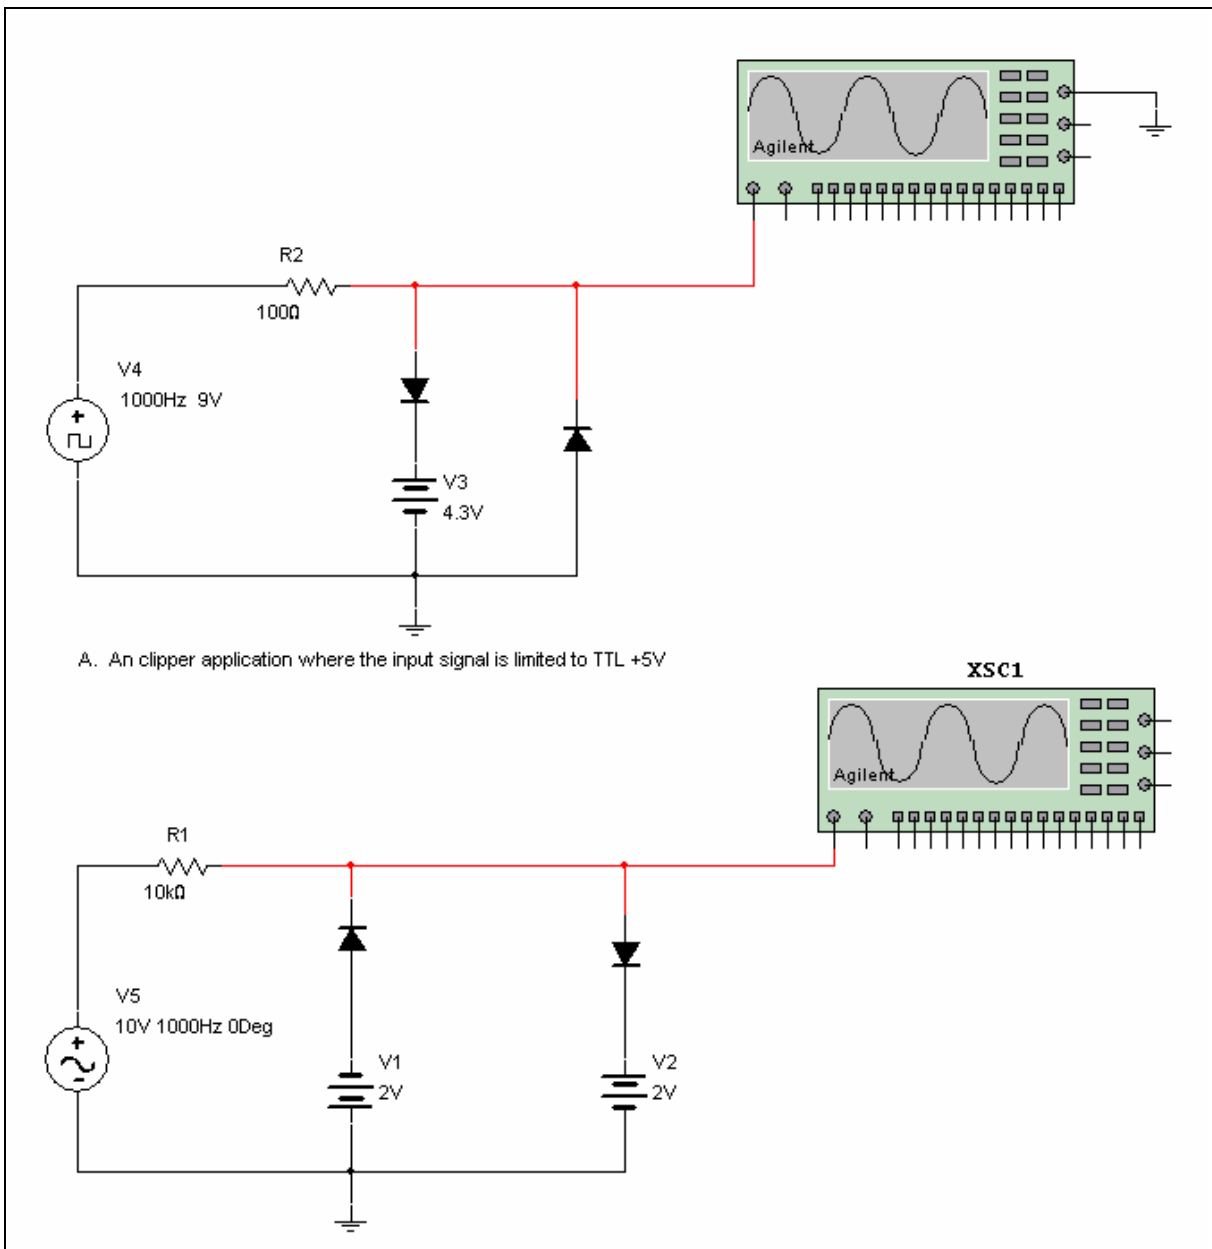 Agilent
R2
100Ω
V4
1000Hz 9V
V3
4.3V
A. An clipper application where the input signal is limited to TTL +5V
XSC1
Agilent
R1
10kΩ
V5
10V 1000Hz 0Deg
V1
2V
V2
2V